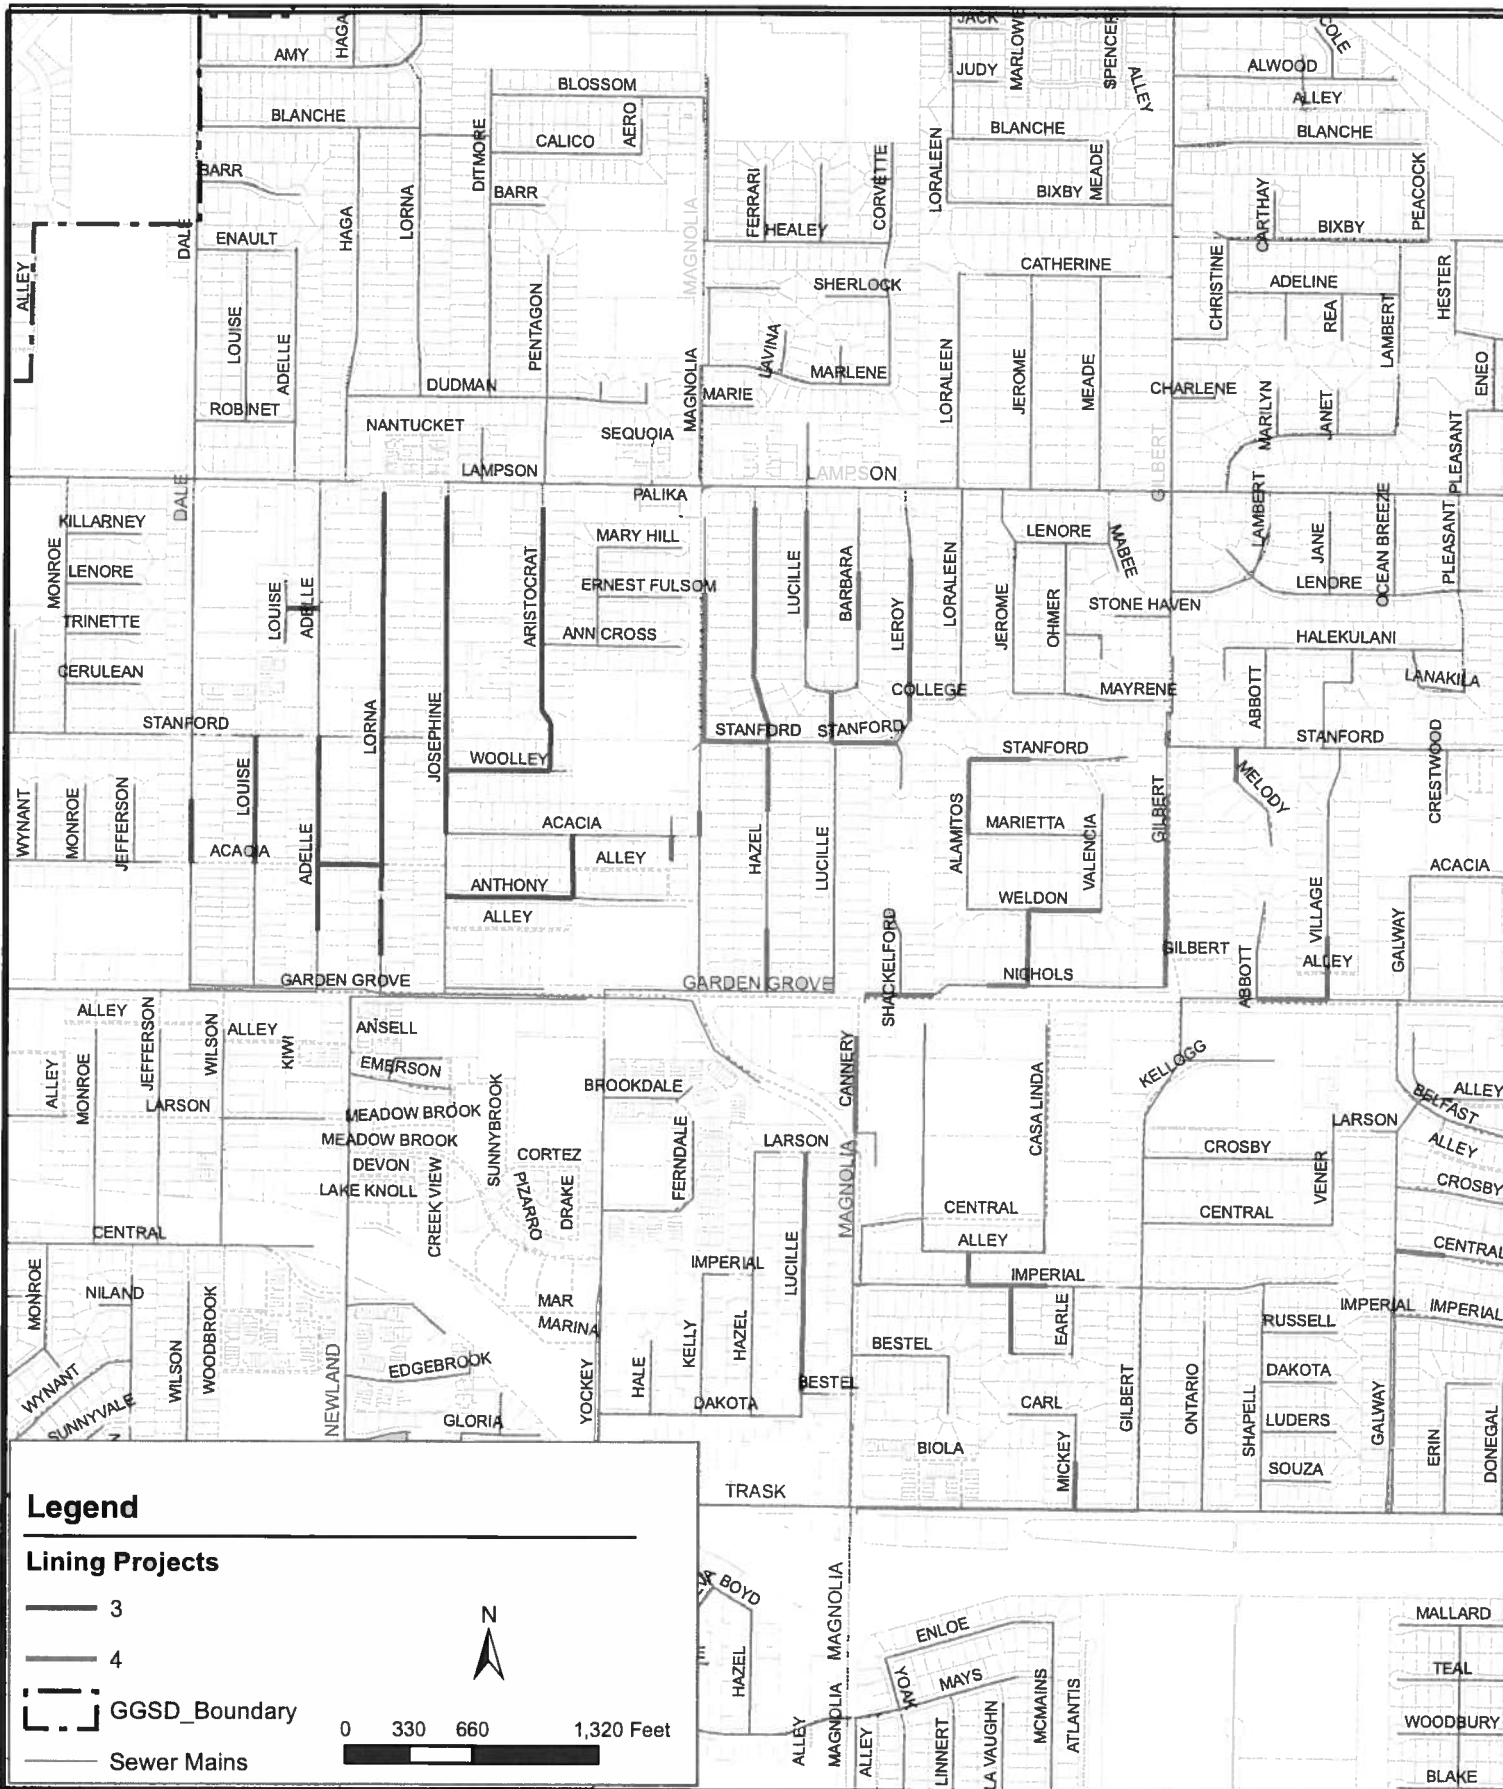 JACK
COLE
HAGA
MARLOWE
SPENCER
AMY
JUDY
ALWOOD
BLOSSOM
ALLEY
ALLEY
BLANCHE
AERO
CALICO
DITMORE
BLANCHE
BLANCHE
BARR
BARR
LORALEEN
MEADE
BIXBY
CORVETTE
FERRARI
PEACOCK
CARTHAY
BIXBY
LORNA
HAGA
MAGNOLIA
HEALEY
DALE
ENAULT
CATHERINE
CHRISTINE
ADELINE
HESTER
ALLEY
SHERLOCK
LOUISE
ADELLE
PENTAGON
LAVINA
REA
LAMBERT
MARLENE
LORALEEN
JEROME
MEADE
CHARLENE
ENEO
DUDMAN
MAGNOLIA
MARIE
ROBINET
NANTUCKET
SEQUOIA
MARILYN
JANET
GILBERT
PLEASANT
LAMPSON
LAMPSON
DALE
PALIKA
KILLARNEY
MARY HILL
LENORE
MABEE
LAMBERT
JANE
OCEAN BREEZE
PLEASANT
MONROE
LENORE
LOUISE
ADELLE
ARISTOCRAT
ERNEST FULSOM
LUCILLE
BARBARA
LEROY
LORALEEN
JEROME
OHMER
STONE HAVEN
LENORE
TRINETTE
ANN CROSS
HALEKULANI
CERULEAN
COLLEGE
MAYRENE
ABBOTT
LANAKILA
STANFORD
LORNA
JOSEPHINE
WOOLLEY
STANFORD
STANFORD
STANFORD
STANFORD
MELODY
CRESTWOOD
WYNANT
MONROE
JEFFERSON
LOUISE
ACACIA
ADELLE
ACACIA
ALLEY
HAZEL
LUCILLE
ALAMITOS
MARIETTA
VALENCIA
GILBERT
ACACIA
ANTHONY
ALLEY
WELDON
VILLAGE
GALWAY
SHACKELFORD
GILBERT
ABBOTT
ALLEY
GARDEN GROVE
GARDEN GROVE
NICHOLS
ALLEY
JEFFERSON
WILSON
ALLEY
KIWI
ANSELL
ALLEY
MONROE
EMERSON
LARSON
MEADOW BROOK
MEADOW BROOK
SUNNYBROOK
BROOKDALE
CANNERY
CASA LINDA
KELLOGG
ALLEY
BELFAST
LARSON
ALLEY
DEVON
LAKE KNOLL
CREEK VIEW
CORTEZ
PIZARRO
DRAKE
FERNDALE
LARSON
MAGNOLIA
CROSBY
VENER
CROSBY
CENTRAL
CENTRAL
ALLEY
CENTRAL
CENTRAL
IMPERIAL
LUCILLE
IMPERIAL
MONROE
NILAND
WOODBROOK
WILSON
MAR
MARINA
KELLY
HAZEL
EARLE
BESTEL
RUSSELL
IMPERIAL
IMPERIAL
WYNANT
SUNNYVALE
NEWLAND
EDGEBROOK
YOCKEY
HALE
BESTEL
DAKOTA
GLORIA
CARL
GILBERT
ONTARIO
SHAPELL
DAKOTA
LUDERS
GALWAY
ERIN
DONEGAL
BIOLA
MICKEY
SOUZA
TRASK
BOYD
MAGNOLIA
ENLOE
HAZEL
YOAK
MAYS
MCMAINS
ATLANTIS
ALLEY
MAGNOLIA
ALLEY
LINNERT
LA VAUGHN
MALLARD
TEAL
WOODBURY
BLAKE
Legend
Lining Projects
3
4
GGSD_Boundary
Sewer Mains
N
0 330 660 1,320 Feet